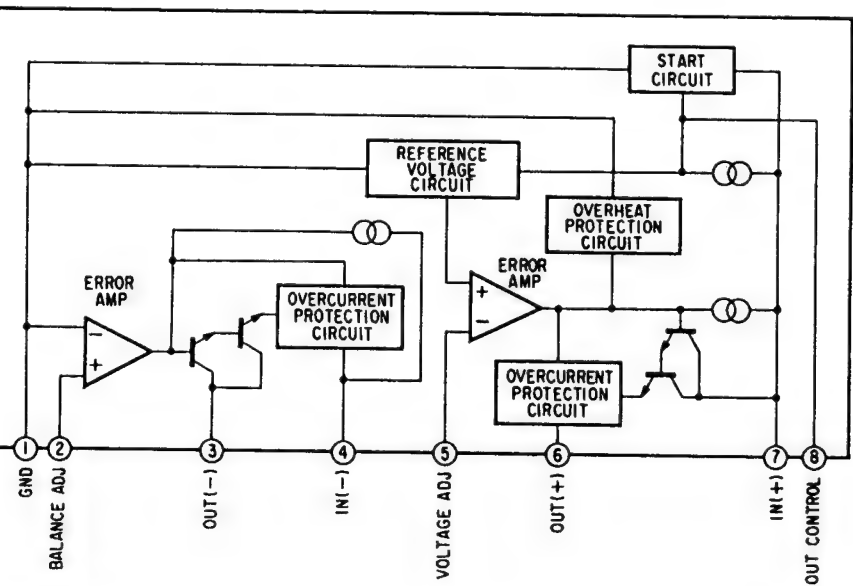 START
CIRCUIT
REFERENCE
VOLTAGE
CIRCUIT
OVERHEAT
PROTECTION
CIRCUIT
ERROR
AMP
ERROR
AMP
OVERCURRENT
PROTECTION
CIRCUIT
+
−
−
+
OVERCURRENT
PROTECTION
CIRCUIT
1
2
3
4
5
6
7
8
GND
BALANCE ADJ
OUT(−)
IN(−)
VOLTAGE ADJ
OUT(+)
IN(+)
OUT CONTROL